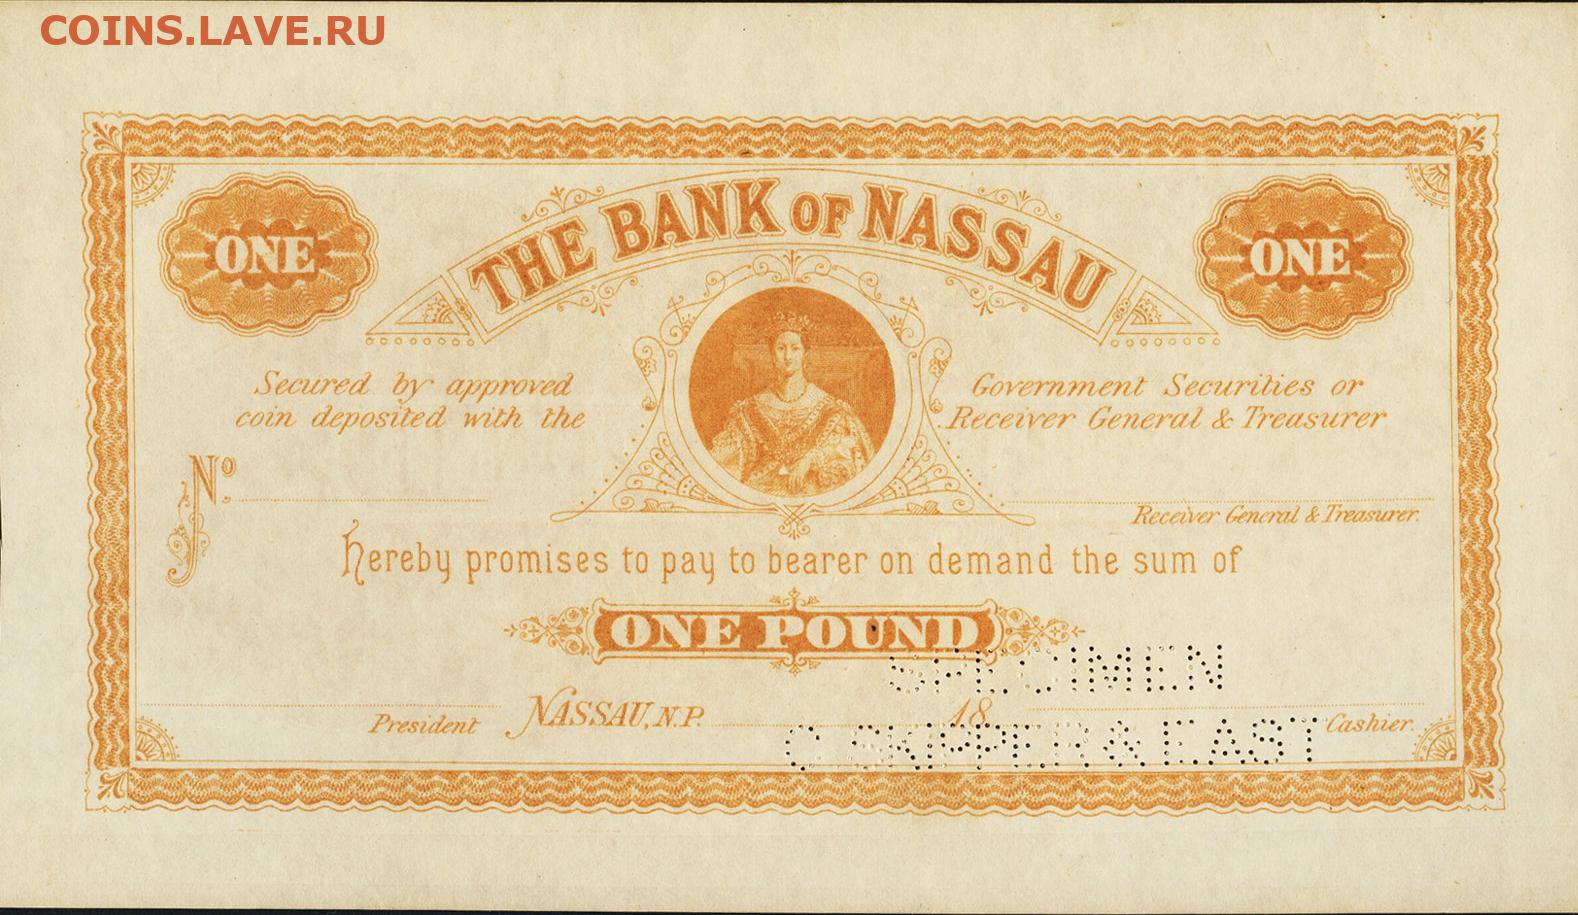 COINS.LAVE.RU
THE BANK OF NASSAU
ONE
ONE
Secured by approved Government Securities or
coin deposited with the Receiver General & Treasurer
No.
Receiver General & Treasurer.
hereby promises to pay to bearer on demand the sum of
ONE POUND
SPECIMEN
President NASSAU, N.P. 18 Cashier.
C. SKIPPER & EAST